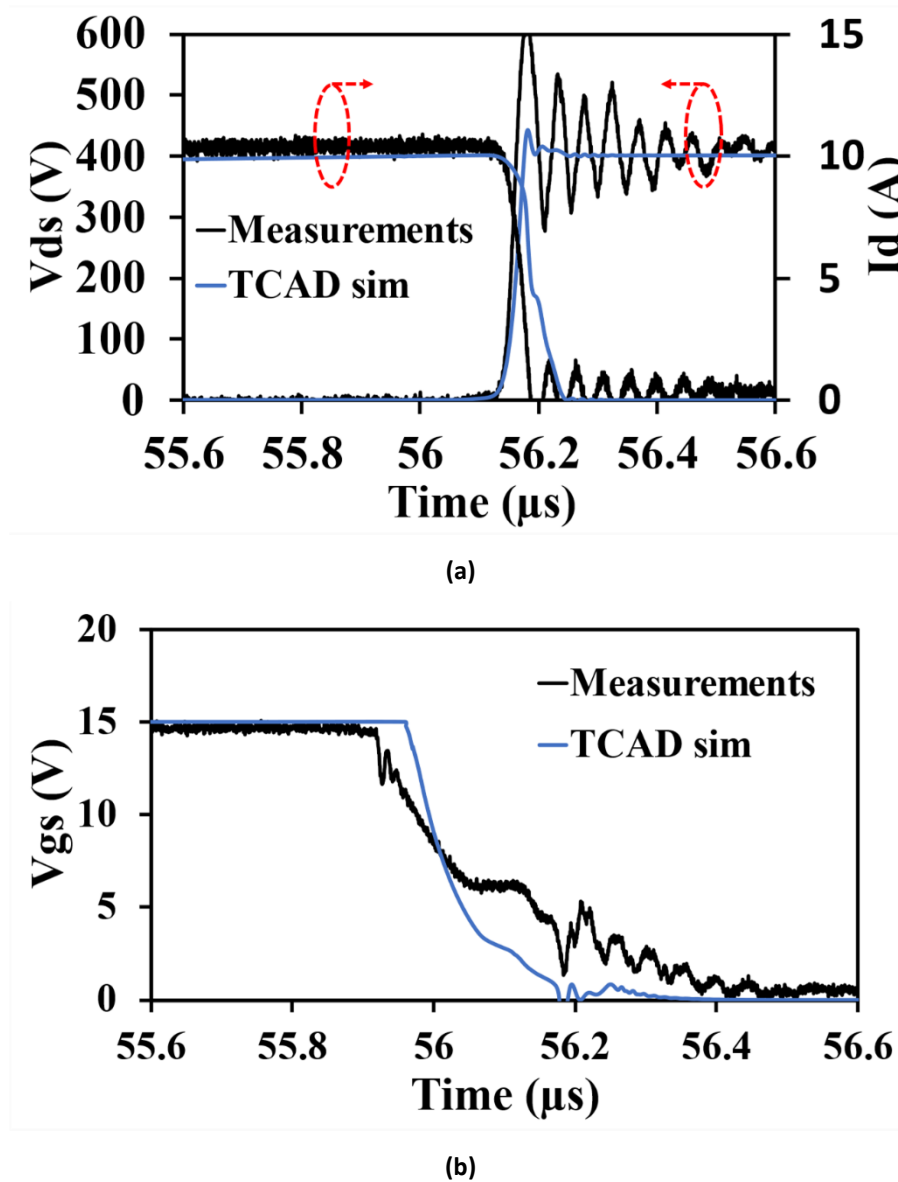 600
500
400
300
200
100
0
Vds (V)
15
10
5
0
Id (A)
Measurements
TCAD sim
55.6 55.8 56 56.2 56.4 56.6
Time (µs)
(a)
20
15
10
5
0
Vgs (V)
Measurements
TCAD sim
55.6 55.8 56 56.2 56.4 56.6
Time (µs)
(b)